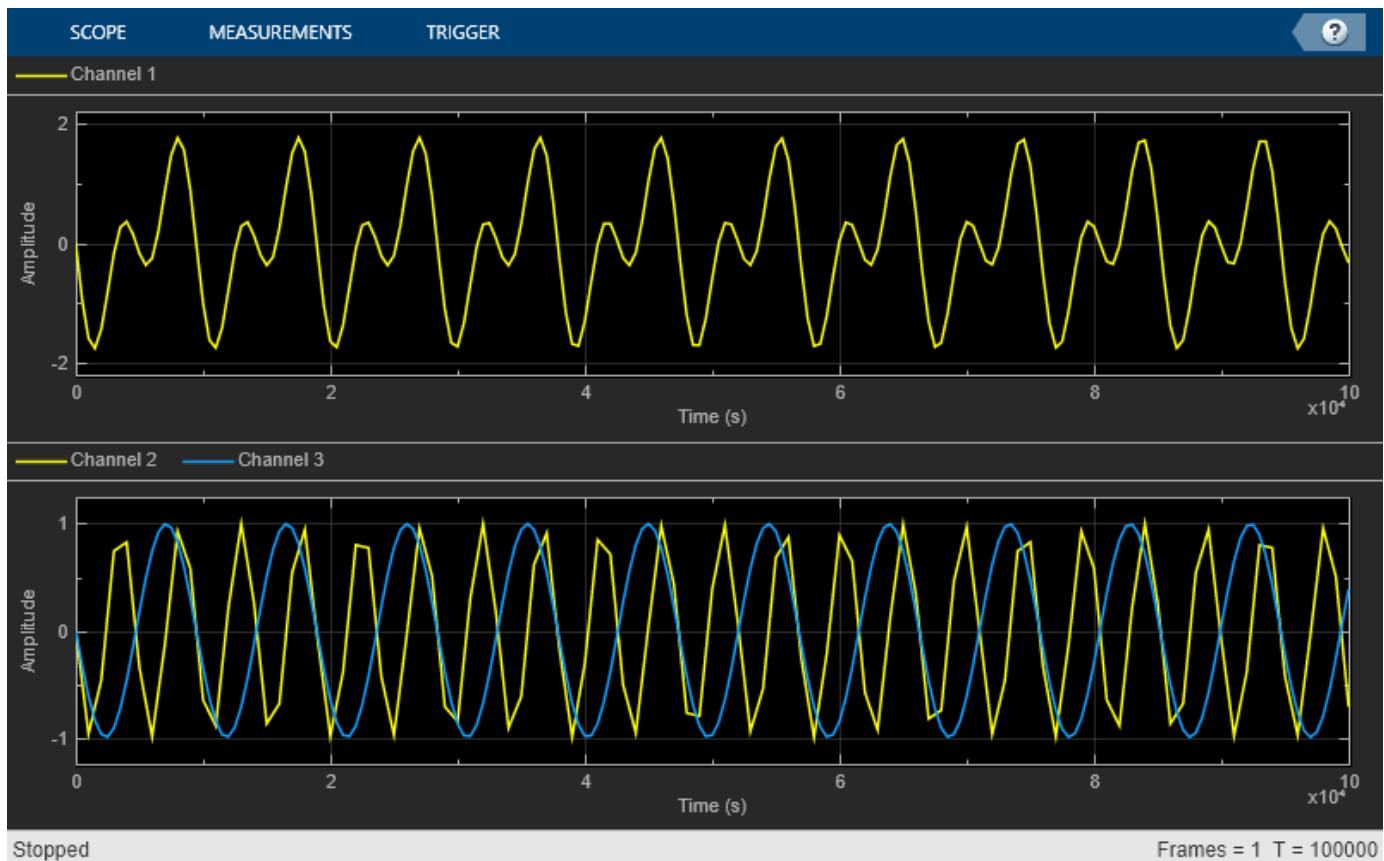 SCOPE MEASUREMENTS TRIGGER ?
Channel 1
2
0
-2
Amplitude
0 2 4 6 8 10
x10⁴
Time (s)
Channel 2 Channel 3
1
0
-1
Amplitude
0 2 4 6 8 10
x10⁴
Time (s)
Stopped Frames = 1 T = 100000